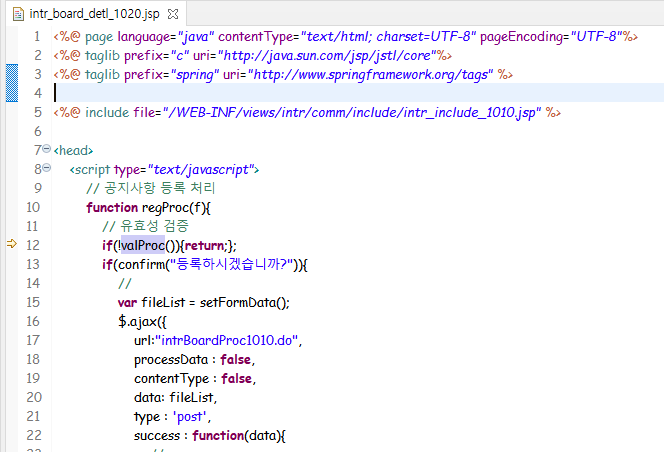 intr_board_detl_1020.jsp
1 <%@ page language="java" contentType="text/html; charset=UTF-8" pageEncoding="UTF-8"%>
2 <%@ taglib prefix="c" uri="http://java.sun.com/jsp/jstl/core"%>
3 <%@ taglib prefix="spring" uri="http://www.springframework.org/tags" %>
4
5 <%@ include file="/WEB-INF/views/intr/comm/include/intr_include_1010.jsp" %>
6
7 <head>
8 <script type="text/javascript">
9 // 공지사항 등록 처리
10 function regProc(f){
11 // 유효성 검증
12 if(!valProc()){return;};
13 if(confirm("등록하시겠습니까?")){
14 //
15 var fileList = setFormData();
16 $.ajax({
17 url:"intrBoardProc1010.do",
18 processData : false,
19 contentType : false,
20 data: fileList,
21 type : 'post',
22 success : function(data){